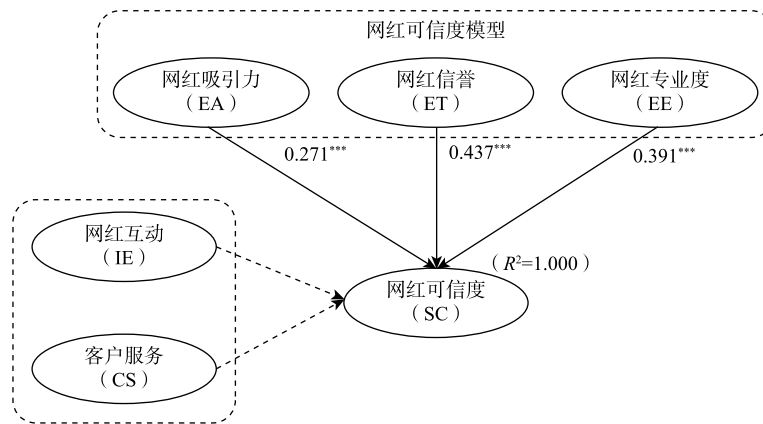 网红可信度模型
网红吸引力
（EA）
网红信誉
（ET）
网红专业度
（EE）
0.271***
0.437***
0.391***
网红互动
（IE）
（R²=1.000）
网红可信度
（SC）
客户服务
（CS）